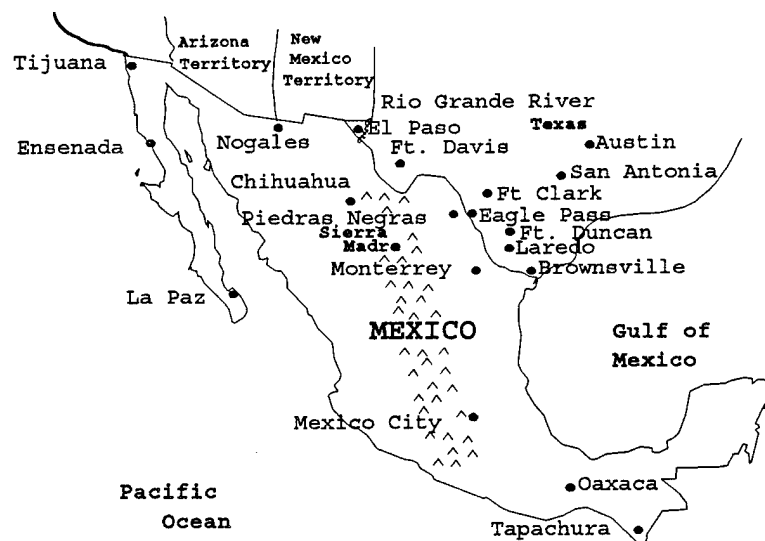 Arizona
Territory
New
Mexico
Territory
Tijuana
Rio Grande River
Texas
El Paso
Nogales
Austin
Ensenada
Ft. Davis
San Antonia
Chihuahua
Ft Clark
Piedras Negras
Eagle Pass
Sierra
Madre
Ft. Duncan
Laredo
Monterrey
Brownsville
La Paz
MEXICO
Gulf of
Mexico
Mexico City
Pacific
Ocean
Oaxaca
Tapachura